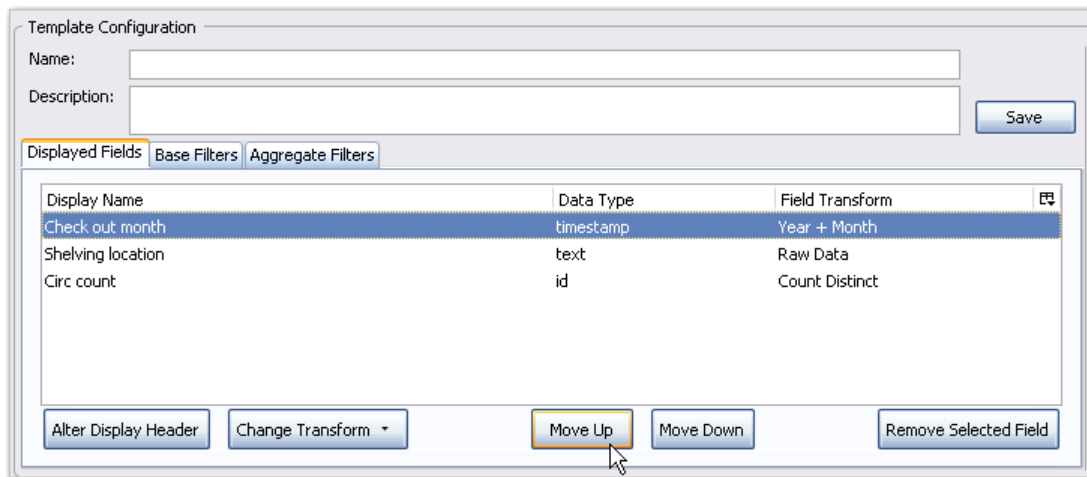 Template Configuration
Name:
Description:
Save
Displayed Fields Base Filters Aggregate Filters
Display Name Data Type Field Transform
Check out month timestamp Year + Month
Shelving location text Raw Data
Circ count id Count Distinct
Alter Display Header Change Transform Move Up Move Down Remove Selected Field